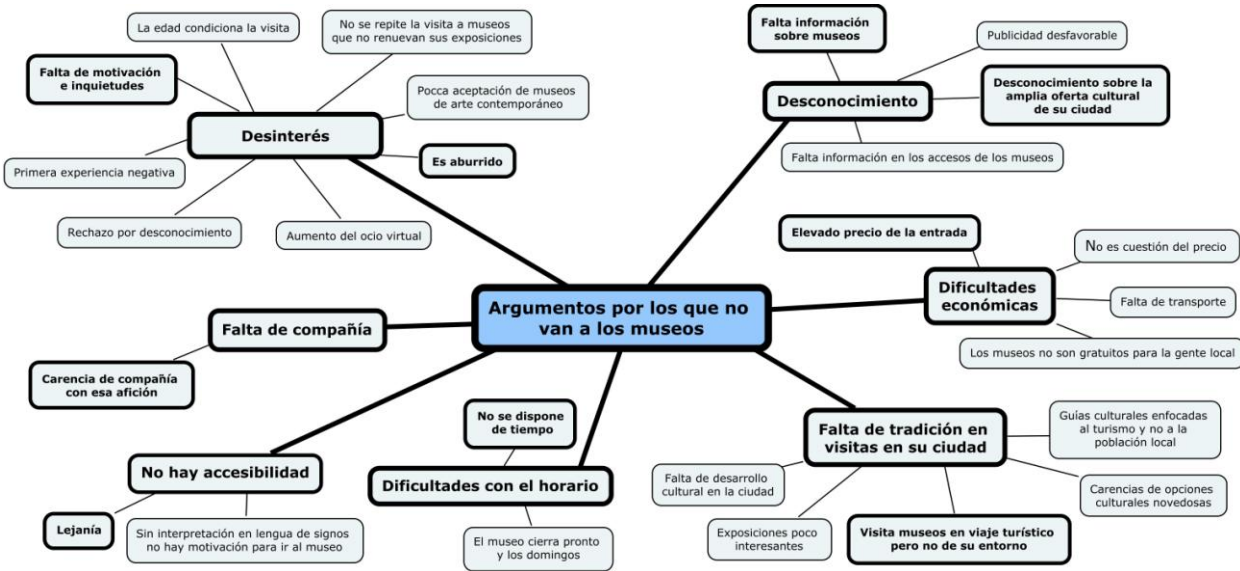 La edad condiciona la visita
No se repite la visita a museos
que no renuevan sus exposiciones
Falta de motivación
e inquietudes
Pocca aceptación de museos
de arte contemporáneo
Desinterés
Es aburrido
Primera experiencia negativa
Rechazo por desconocimiento
Aumento del ocio virtual
Falta información
sobre museos
Publicidad desfavorable
Desconocimiento
Desconocimiento sobre la
amplia oferta cultural
de su ciudad
Falta información en los accesos de los museos
Elevado precio de la entrada
No es cuestión del precio
Dificultades
económicas
Falta de transporte
Los museos no son gratuitos para la gente local
Argumentos por los que no
van a los museos
Falta de compañía
Carencia de compañía
con esa afición
No hay accesibilidad
Lejanía
Sin interpretación en lengua de signos
no hay motivación para ir al museo
No se dispone
de tiempo
Dificultades con el horario
El museo cierra pronto
y los domingos
Falta de tradición en
visitas en su ciudad
Guías culturales enfocadas
al turismo y no a la
población local
Falta de desarrollo
cultural en la ciudad
Carencias de opciones
culturales novedosas
Exposiciones poco
interesantes
Visita museos en viaje turístico
pero no de su entorno